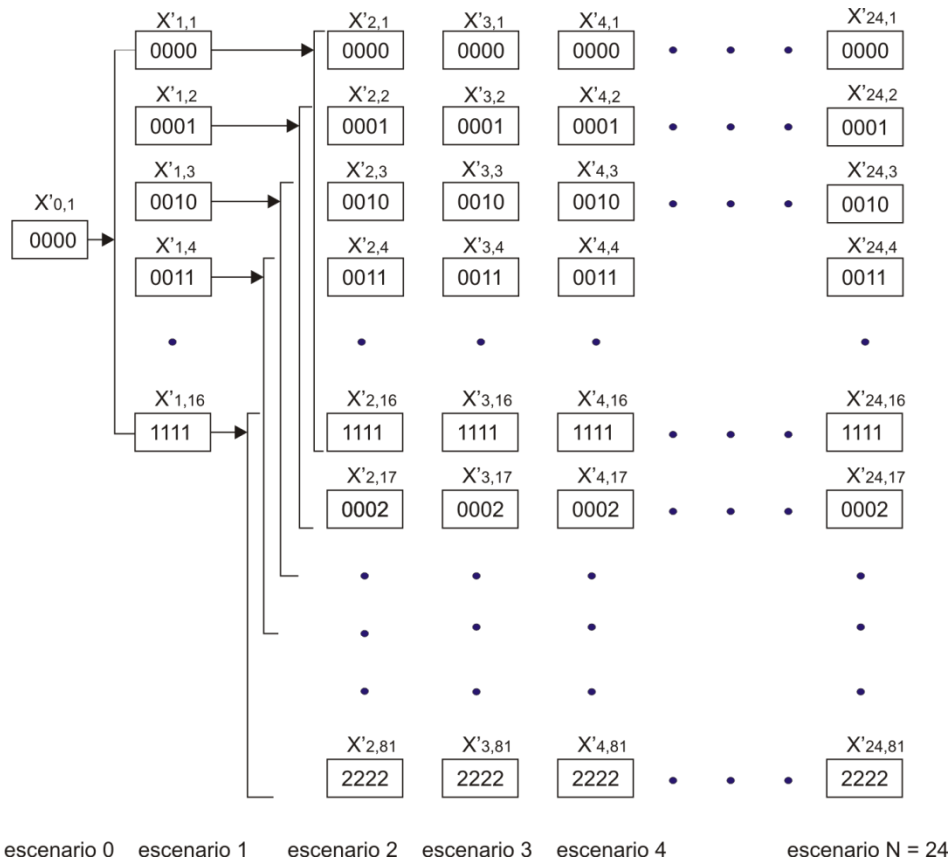 X'1,1 X'2,1 X'3,1 X'4,1 X'24,1
0000 0000 0000 0000 0000
X'1,2 X'2,2 X'3,2 X'4,2 X'24,2
0001 0001 0001 0001 0001
X'1,3 X'2,3 X'3,3 X'4,3 X'24,3
0010 0010 0010 0010 0010
X'0,1
0000
X'1,4 X'2,4 X'3,4 X'4,4 X'24,4
0011 0011 0011 0011 0011
X'1,16 X'2,16 X'3,16 X'4,16 X'24,16
1111 1111 1111 1111 1111
X'2,17 X'3,17 X'4,17 X'24,17
0002 0002 0002 0002
X'2,81 X'3,81 X'4,81 X'24,81
2222 2222 2222 2222
escenario 0 escenario 1 escenario 2 escenario 3 escenario 4 escenario N = 24